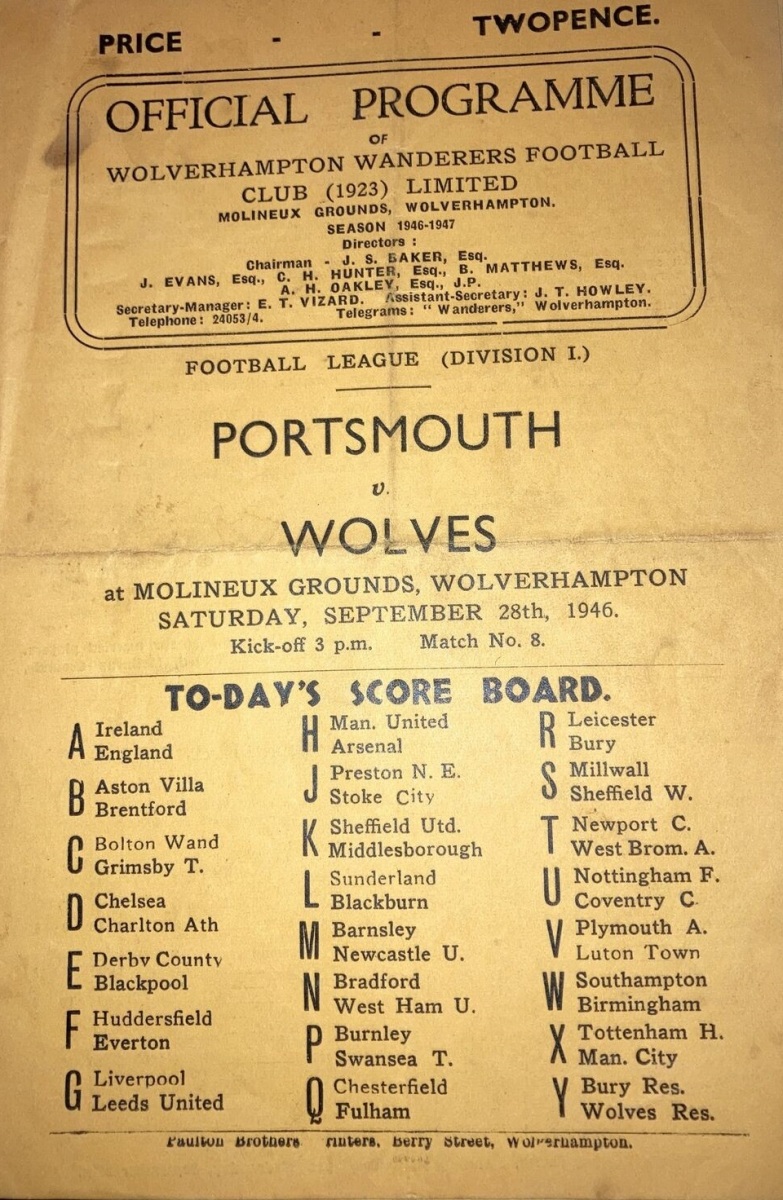 PRICE - - TWOPENCE.
OFFICIAL PROGRAMME
OF
WOLVERHAMPTON WANDERERS FOOTBALL
CLUB (1923) LIMITED
MOLINEUX GROUNDS, WOLVERHAMPTON.
SEASON 1946-1947
Directors :
Chairman - J. S. BAKER, Esq.
J. EVANS, Esq., C. H. HUNTER, Esq., B. MATTHEWS, Esq.
A. H. OAKLEY, Esq., J.P.
Secretary-Manager: E. T. VIZARD. Assistant-Secretary: J. T. HOWLEY.
Telephone: 24053/4. Telegrams: "Wanderers," Wolverhampton.
FOOTBALL LEAGUE (DIVISION I.)
PORTSMOUTH
v.
WOLVES
at MOLINEUX GROUNDS, WOLVERHAMPTON
SATURDAY, SEPTEMBER 28th, 1946.
Kick-off 3 p.m. Match No. 8.
TO-DAY'S SCORE BOARD.
A Ireland
England
B Aston Villa
Brentford
C Bolton Wand
Grimsby T.
D Chelsea
Charlton Ath
E Derby County
Blackpool
F Huddersfield
Everton
G Liverpool
Leeds United
H Man. United
Arsenal
J Preston N. E.
Stoke City
K Sheffield Utd.
Middlesborough
L Sunderland
Blackburn
M Barnsley
Newcastle U.
N Bradford
West Ham U.
P Burnley
Swansea T.
Q Chesterfield
Fulham
R Leicester
Bury
S Millwall
Sheffield W.
T Newport C.
West Brom. A.
U Nottingham F.
Coventry C
V Plymouth A.
Luton Town
W Southampton
Birmingham
X Tottenham H.
Man. City
Y Bury Res.
Wolves Res.
Paulton Brothers Berry Street, Wolverhampton.